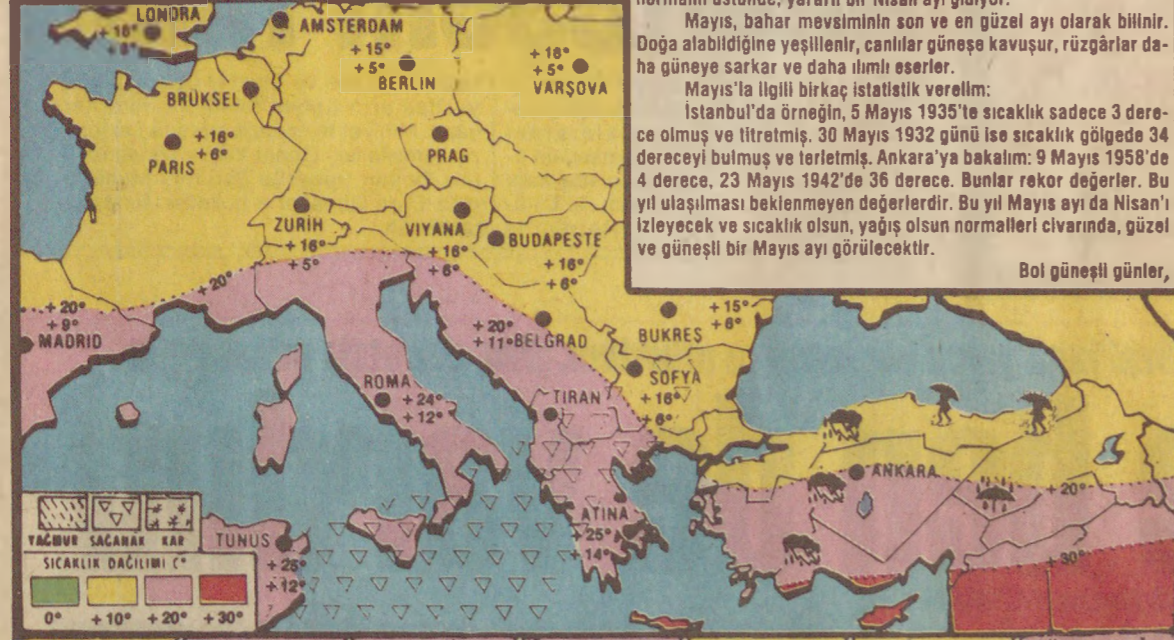 normalin üstünde, yararlı bir Nisan ayı gidiyor.
Mayıs, bahar mevsiminin son ve en güzel ayı olarak bilinir.
Doğa alabildiğine yeşillenir, canlılar güneşe kavuşur, rüzgârlar da-
ha güneye sarkar ve daha ılımlı eserler.
Mayıs'la ilgili birkaç istatistik verelim:
İstanbul'da örneğin, 5 Mayıs 1935'te sıcaklık sadece 3 dere-
ce olmuş ve titretmiş. 30 Mayıs 1932 günü ise sıcaklık gölgede 34
dereceyi bulmuş ve terletmiş. Ankara'ya bakalım: 9 Mayıs 1958'de
4 derece, 23 Mayıs 1942'de 36 derece. Bunlar rekor değerler. Bu
yıl ulaşılması beklenmeyen değerlerdir. Bu yıl Mayıs ayı da Nisan'ı
izleyecek ve sıcaklık olsun, yağış olsun normalleri civarında, güzel
ve güneşli bir Mayıs ayı görülecektir.
Bol güneşli günler,
LONDRA
+16°
+6°
AMSTERDAM
+15°
+5°
BERLIN
+18°
+5°
VARŞOVA
BRÜKSEL
+16°
+6°
PARIS
PRAG
ZURİH
+16°
+5°
VIYANA
+16°
+6°
BUDAPEŞTE
+16°
+6°
+20°
+20°
+9°
MADRID
+20°
+11°
BELGRAD
+15°
+6°
BUKREŞ
SOFYA
+16°
+6°
ROMA
+24°
+12°
TIRAN
ANKARA
+20°
ATINA
+25°
+14°
+30°
TUNUS
+12°
YAĞMUR SAĞANAK KAR
SICAKLIK DAĞILIMI C°
0° +10° +20° +30°